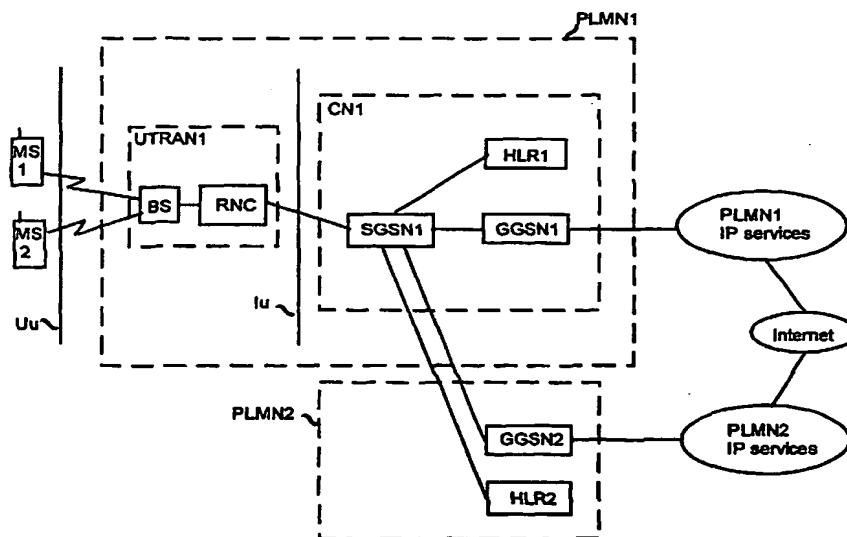 PLMN1
CN1
UTRAN1
MS
1
HLR1
BS
RNC
MS
2
SGSN1
GGSN1
PLMN1
IP services
Uu
Iu
Internet
PLMN2
GGSN2
PLMN2
IP services
HLR2